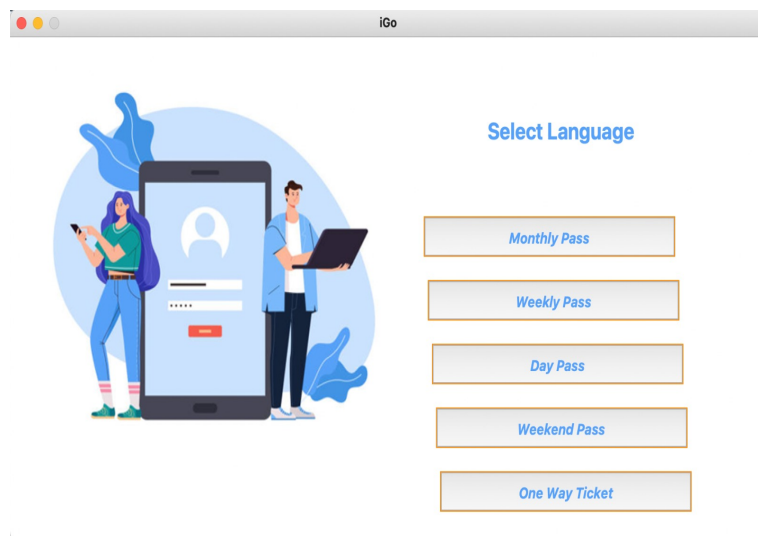 iGo
Select Language
Monthly Pass
Weekly Pass
Day Pass
Weekend Pass
One Way Ticket